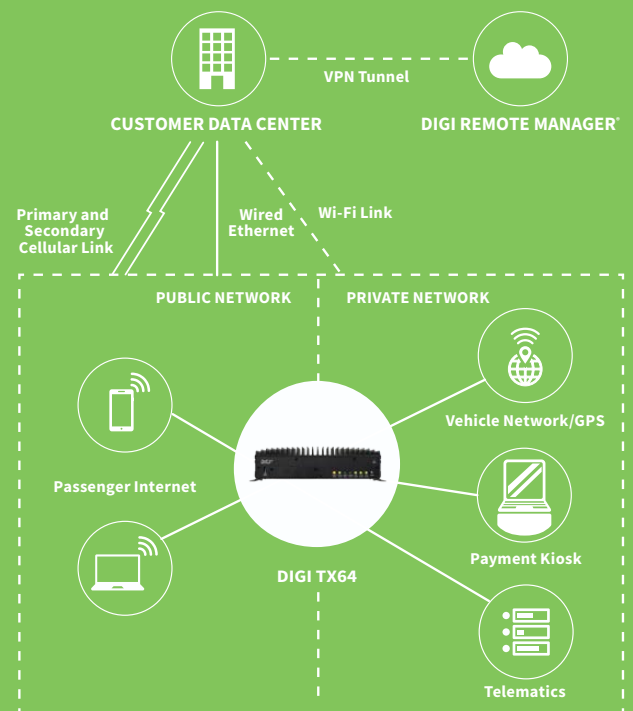 VPN Tunnel
CUSTOMER DATA CENTER
DIGI REMOTE MANAGER®
Primary and
Secondary
Cellular Link
Wired
Ethernet
Wi-Fi Link
PUBLIC NETWORK
PRIVATE NETWORK
Vehicle Network/GPS
Passenger Internet
Payment Kiosk
DIGI TX64
Telematics